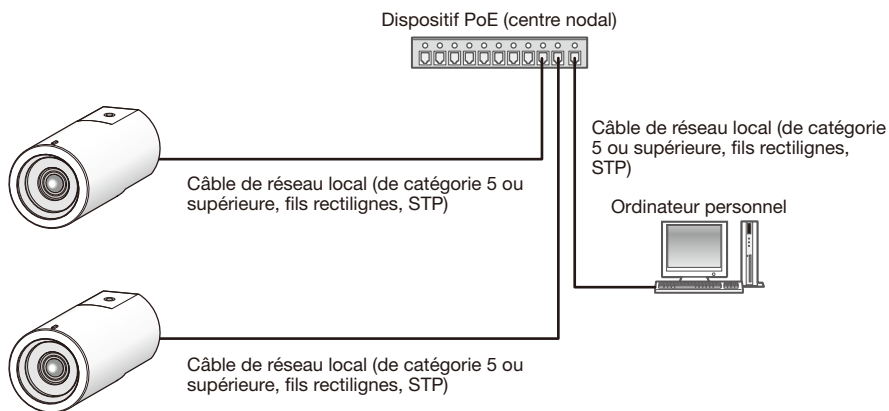 Dispositif PoE (centre nodal)
Câble de réseau local (de catégorie
5 ou supérieure, fils rectilignes,
STP)
Câble de réseau local (de catégorie 5 ou
supérieure, fils rectilignes, STP)
Ordinateur personnel
Câble de réseau local (de catégorie 5 ou
supérieure, fils rectilignes, STP)